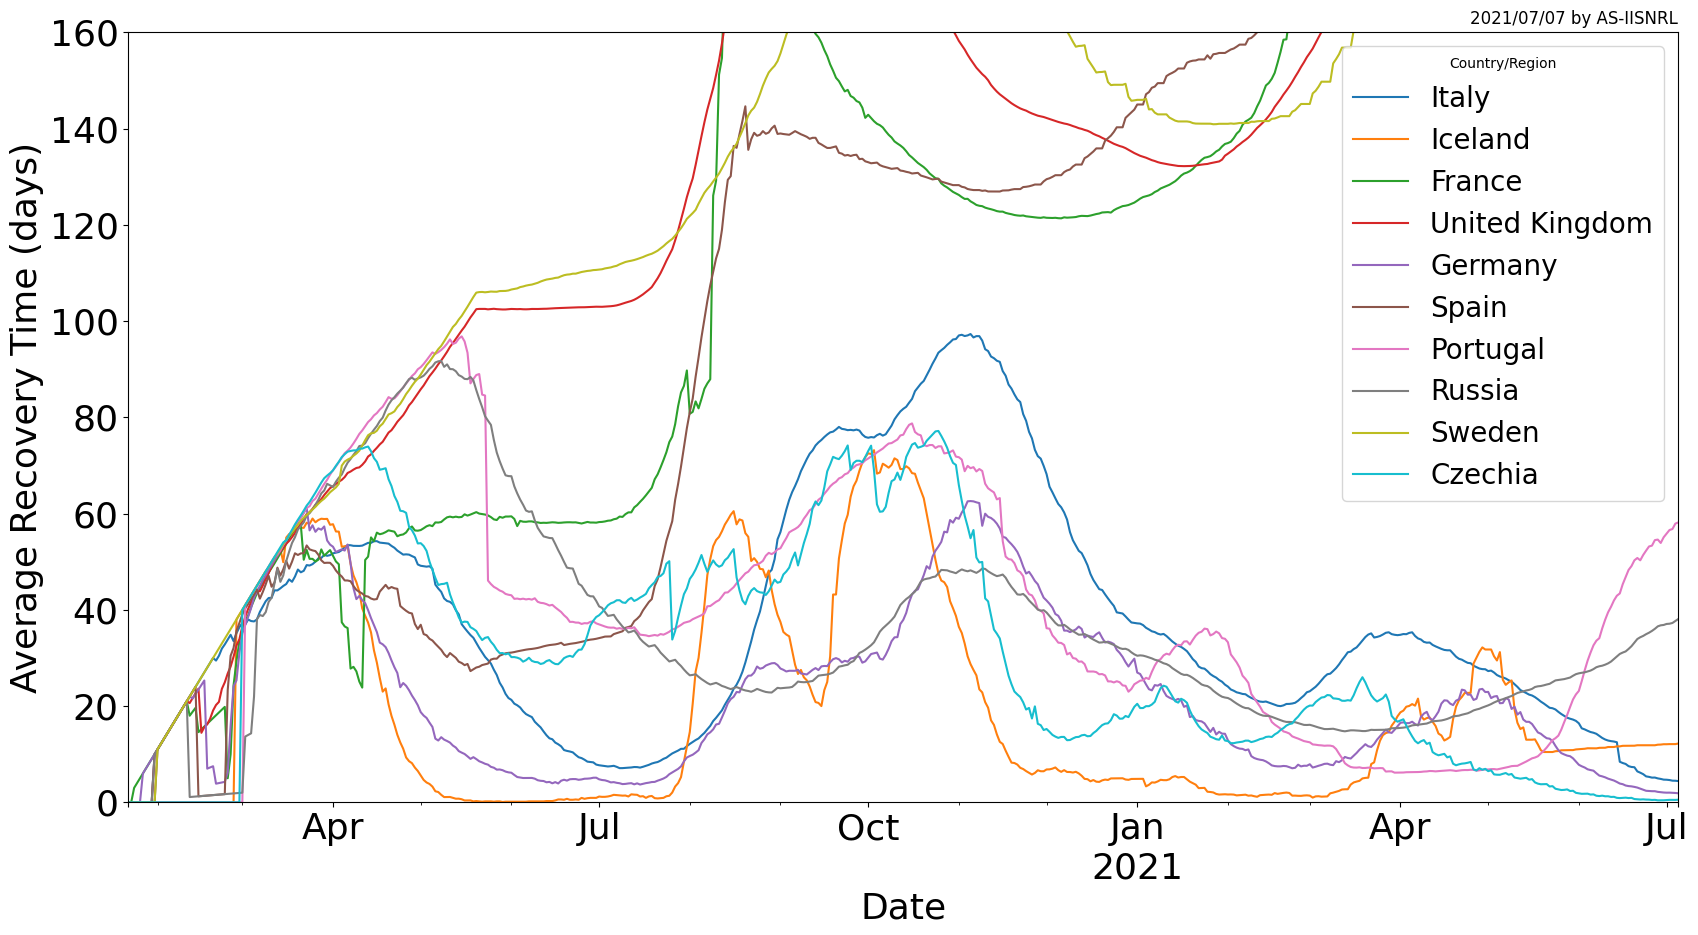 2021/07/07 by AS-IISNRL
Average Recovery Time (days)
160
140
120
100
80
60
40
20
0
Country/Region
Italy
Iceland
France
United Kingdom
Germany
Spain
Portugal
Russia
Sweden
Czechia
Apr
Jul
Oct
Jan
2021
Apr
Jul
Date